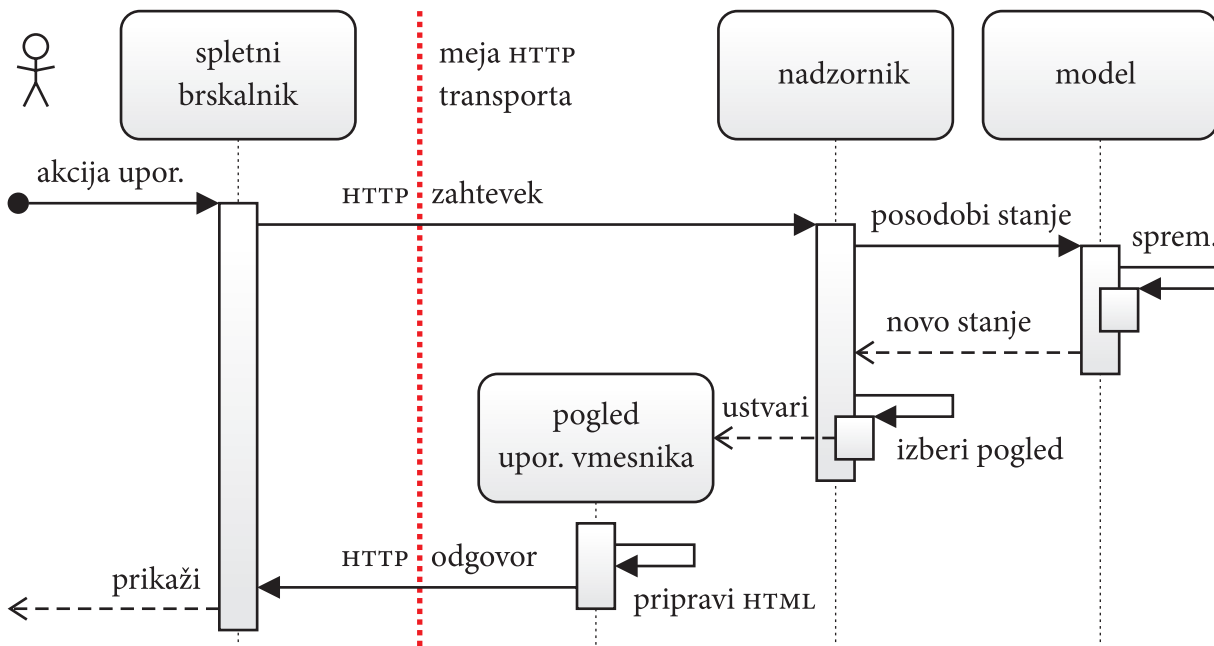 spletni
brskalnik
meja HTTP
transporta
nadzornik
model
akcija upor.
HTTP zahtevek
posodobi stanje
sprem.
novo stanje
pogled
upor. vmesnika
ustvari
izberi pogled
HTTP odgovor
prikaži
pripravi HTML